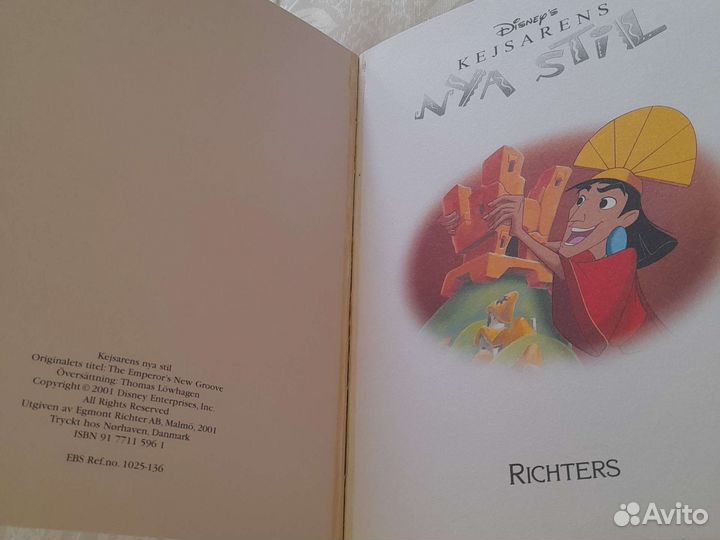 Kejsarens nya stil
Originalets titel: The Emperor's New Groove
Översättning: Thomas Löwhagen
Copyright © 2001 Disney Enterprises, Inc.
All Rights Reserved
Utgiven av Egmont Richter AB, Malmö, 2001
Tryckt hos Nørhaven, Danmark
ISBN 91 7711 596 1
EBS Ref.no. 1025-136
DISNEY'S
KEJSARENS
NYA STIL
RICHTERS
Avito